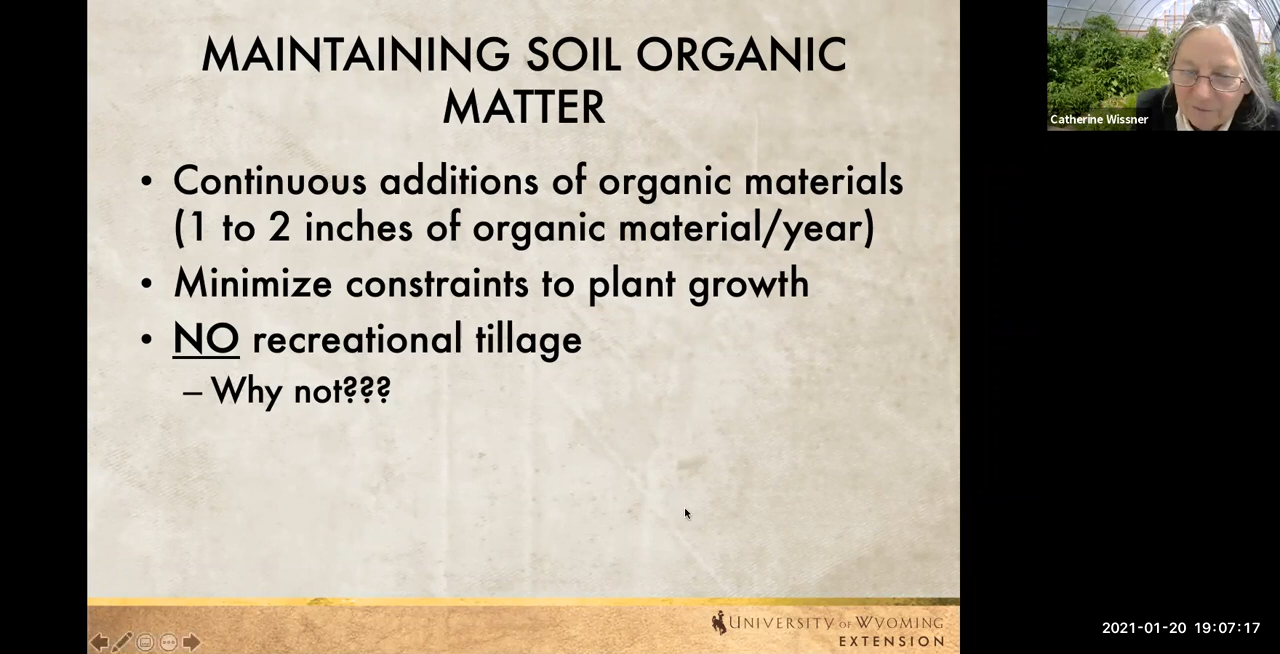 MAINTAINING SOIL ORGANIC
MATTER
• Continuous additions of organic materials
(1 to 2 inches of organic material/year)
• Minimize constraints to plant growth
• NO recreational tillage
– Why not???
UNIVERSITY OF WYOMING
EXTENSION
Catherine Wissner
2021-01-20 19:07:17